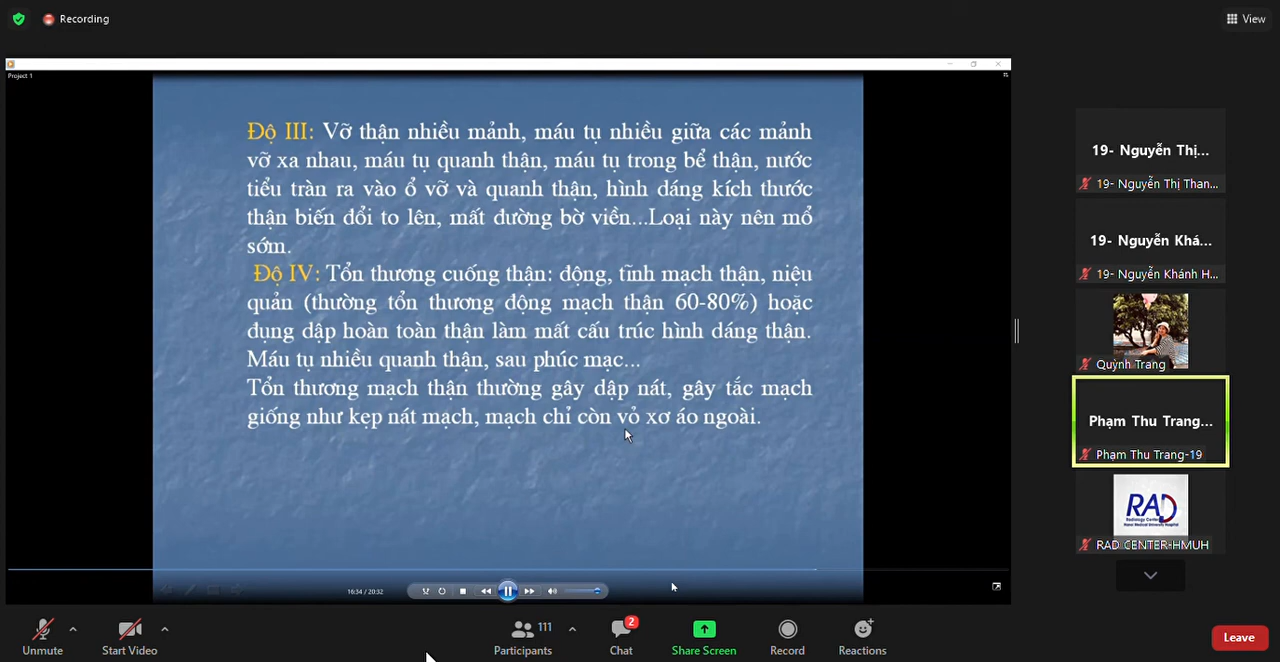 Recording
View
Project 1
Độ III: Vỡ thận nhiều mảnh, máu tụ nhiều giữa các mảnh
vỡ xa nhau, máu tụ quanh thận, máu tụ trong bể thận, nước
tiểu tràn ra vào ổ vỡ và quanh thận, hình dáng kích thước
thận biến đổi to lên, mất đường bờ viền...Loại này nên mổ
sớm.
Độ IV: Tổn thương cuống thận: động, tĩnh mạch thận, niệu
quản (thường tổn thương động mạch thận 60-80%) hoặc
đụng dập hoàn toàn thận làm mất cấu trúc hình dáng thận.
Máu tụ nhiều quanh thận, sau phúc mạc...
Tổn thương mạch thận thường gây dập nát, gây tắc mạch
giống như kẹp nát mạch, mạch chỉ còn vỏ xơ áo ngoài.
16:34 / 20:32
19- Nguyễn Thị...
19- Nguyễn Thị Than...
19- Nguyễn Khá...
19- Nguyễn Khánh H...
Quỳnh Trang
Phạm Thu Trang...
Phạm Thu Trang-19
RAD
Radiology Center
Hanoi Medical University Hospital
RAD CENTER-HMUH
Unmute
Start Video
111
Participants
2
Chat
Share Screen
Record
Reactions
Leave